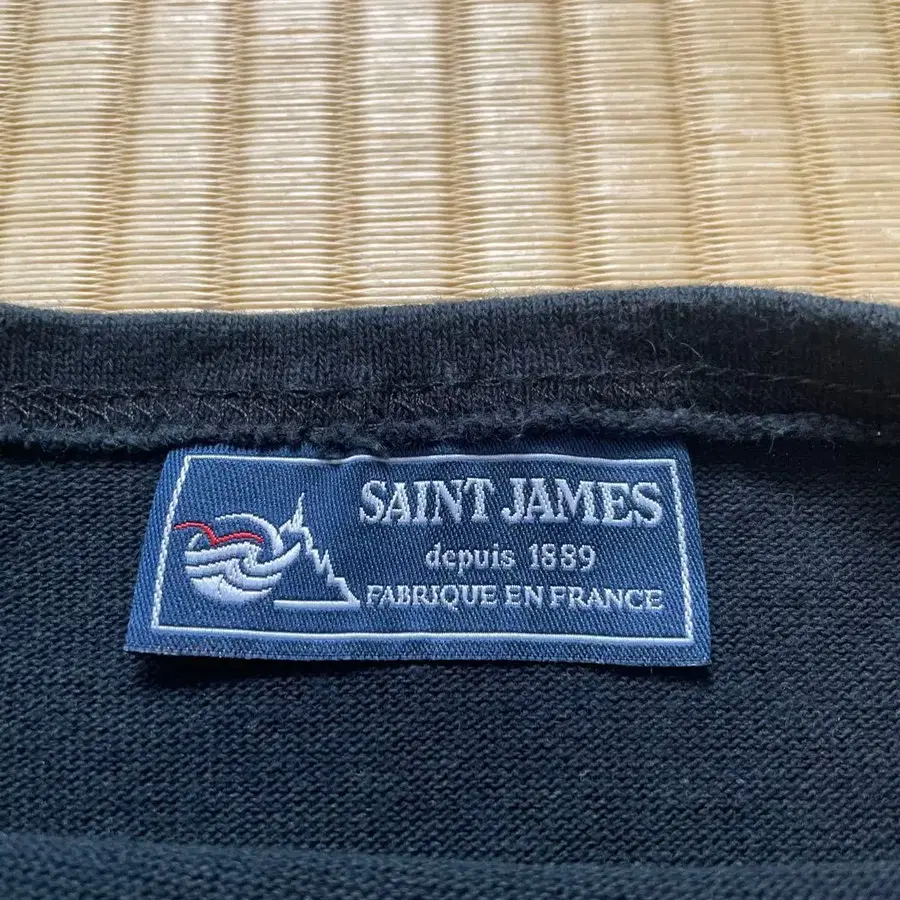 SAINT JAMES
depuis 1889
FABRIQUE EN FRANCE